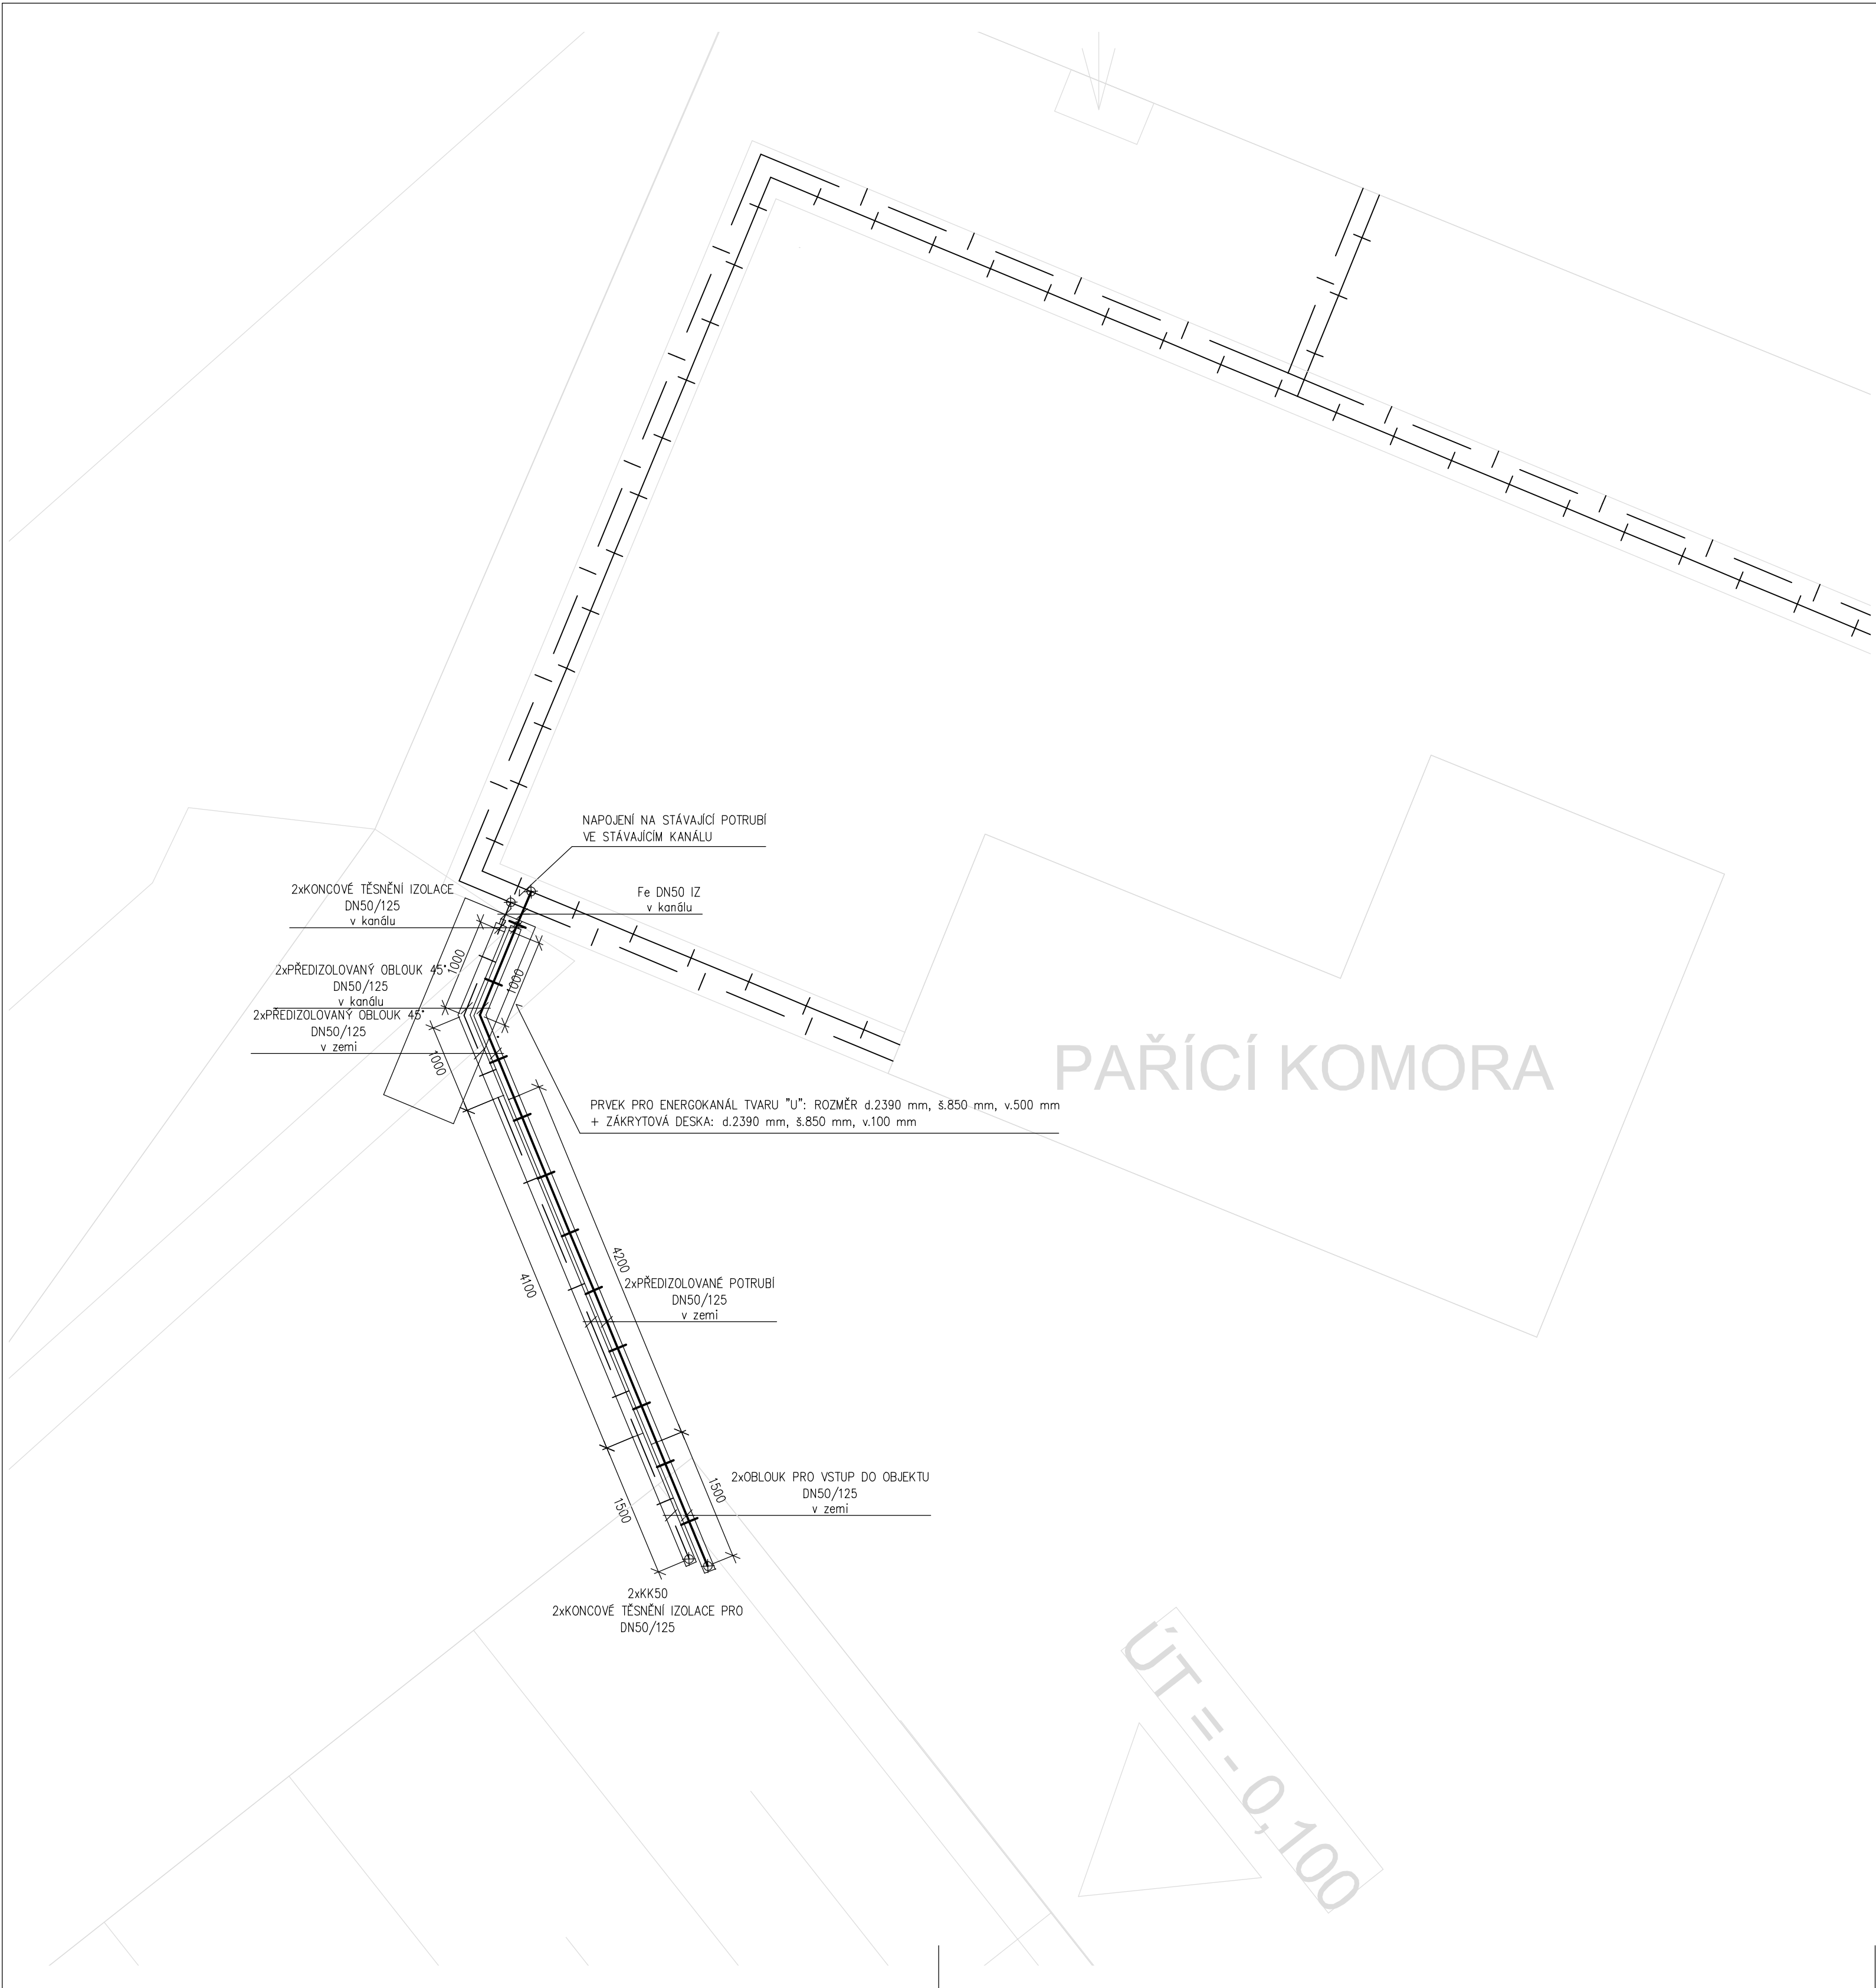 NAPOJENÍ NA STÁVAJÍCÍ POTRUBÍ
VE STÁVAJÍCÍM KANÁLU
2xKONCOVÉ TĚSNĚNÍ IZOLACE
DN50/125
v kanálu
Fe DN50 IZ
v kanálu
1000
1000
2xPŘEDIZOLOVANÝ OBLOUK 45°
DN50/125
v kanálu
2xPŘEDIZOLOVANÝ OBLOUK 45°
DN50/125
v zemi
1000
PAŘÍCÍ KOMORA
PRVEK PRO ENERGOKANÁL TVARU "U": ROZMĚR d.2390 mm, š.850 mm, v.500 mm
+ ZÁKRYTOVÁ DESKA: d.2390 mm, š.850 mm, v.100 mm
4200
4100
2xPŘEDIZOLOVANÉ POTRUBÍ
DN50/125
v zemi
2xOBLOUK PRO VSTUP DO OBJEKTU
DN50/125
v zemi
1500
1500
2xKK50
2xKONCOVÉ TĚSNĚNÍ IZOLACE PRO
DN50/125
ÚT = - 0,100